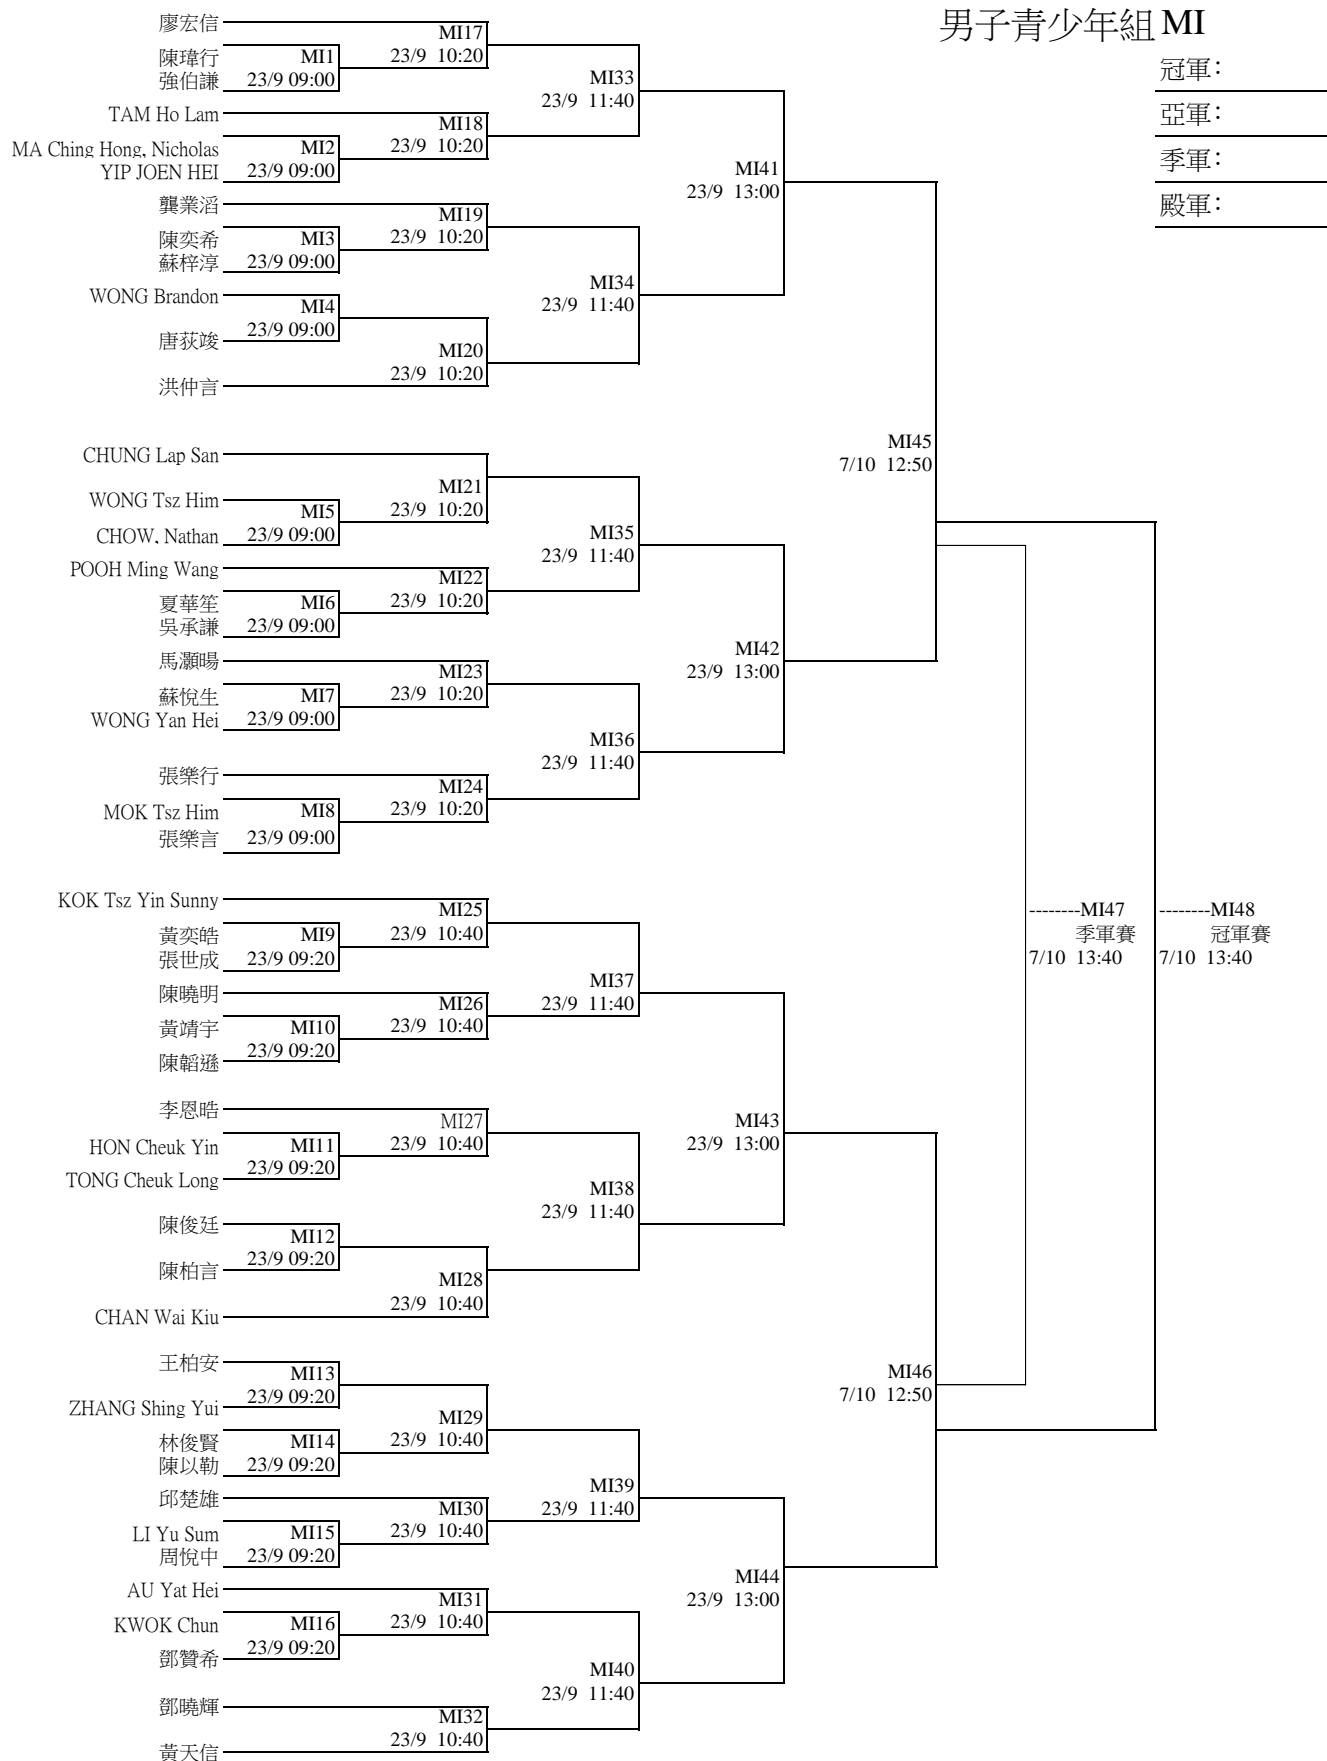 男子青少年組 MI
冠軍：
亞軍：
季軍：
殿軍：
廖宏信
MI17
23/9 10:20
陳瑋行
MI1
強伯謙
23/9 09:00
MI33
23/9 11:40
TAM Ho Lam
MI18
23/9 10:20
MA Ching Hong, Nicholas
MI2
YIP JOEN HEI
23/9 09:00
MI41
23/9 13:00
龔業滔
MI19
23/9 10:20
陳奕希
MI3
蘇梓淳
23/9 09:00
MI34
23/9 11:40
WONG Brandon
MI4
23/9 09:00
唐荻竣
MI20
23/9 10:20
洪仲言
MI45
7/10 12:50
CHUNG Lap San
MI21
23/9 10:20
WONG Tsz Him
MI5
23/9 09:00
CHOW, Nathan
MI35
23/9 11:40
POOH Ming Wang
MI22
23/9 10:20
夏華笙
MI6
吳承謙
23/9 09:00
MI42
23/9 13:00
馬灝暘
MI23
23/9 10:20
蘇悅生
MI7
WONG Yan Hei
23/9 09:00
MI36
23/9 11:40
張樂行
MI24
23/9 10:20
MOK Tsz Him
MI8
張樂言
23/9 09:00
KOK Tsz Yin Sunny
MI25
23/9 10:40
黃奕皓
MI9
張世成
23/9 09:20
--------MI47
季軍賽
7/10 13:40
--------MI48
冠軍賽
7/10 13:40
MI37
23/9 11:40
陳曉明
MI26
23/9 10:40
黃靖宇
MI10
23/9 09:20
陳韜遜
李恩晧
MI27
23/9 10:40
HON Cheuk Yin
MI11
23/9 09:20
TONG Cheuk Long
MI43
23/9 13:00
MI38
23/9 11:40
陳俊廷
MI12
23/9 09:20
陳柏言
MI28
23/9 10:40
CHAN Wai Kiu
王柏安
MI13
23/9 09:20
ZHANG Shing Yui
MI46
7/10 12:50
MI29
23/9 10:40
林俊賢
MI14
陳以勒
23/9 09:20
MI39
23/9 11:40
邱楚雄
MI30
23/9 10:40
LI Yu Sum
MI15
周悅中
23/9 09:20
MI44
23/9 13:00
AU Yat Hei
MI31
23/9 10:40
KWOK Chun
MI16
23/9 09:20
鄧贊希
MI40
23/9 11:40
鄧曉輝
MI32
23/9 10:40
黃天信